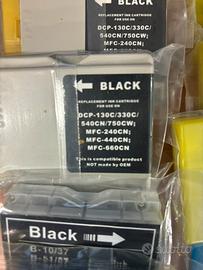 BLACK
REPLACEMENT INK CARTRIDGE
FOR USE ON
DCP-130C/330C/
540CN/750CW;
MFC-240CN;
BLACK
REPLACEMENT INK CARTRIDGE
FOR USE ON
DCP-130C/330C/
540CN/750CW;
MFC-240CN;
MFC-440CN;
MFC-660CN
This is compatible product
NOT made by OEM
Black
B-10/37
B-51/57
subito